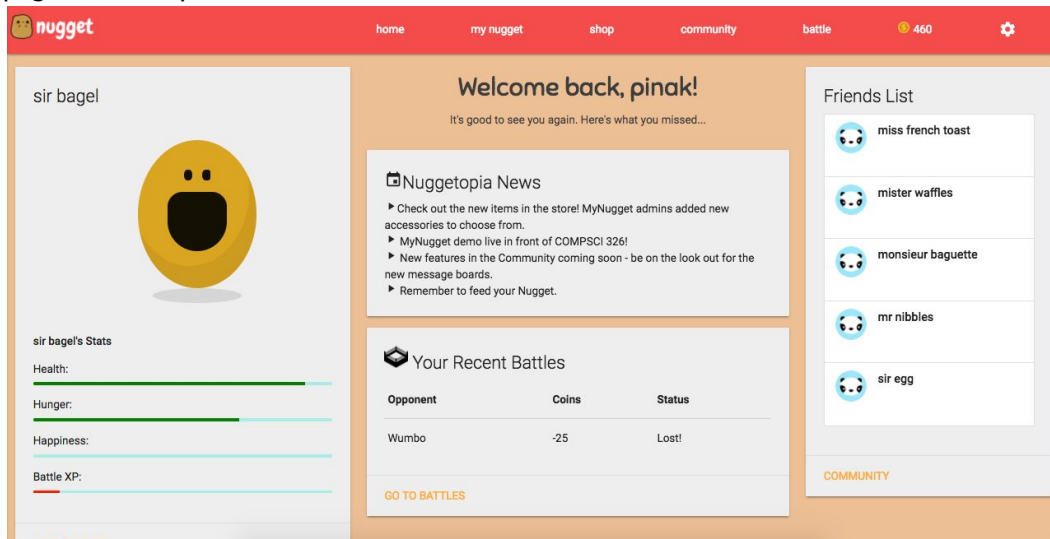 nugget
home my nugget shop community battle 460
sir bagel
sir bagel's Stats
Health:
Hunger:
Happiness:
Battle XP:
Welcome back, pinak!
It's good to see you again. Here's what you missed...
Nuggetopia News
Check out the new items in the store! MyNugget admins added new
accessories to choose from.
MyNugget demo live in front of COMPSCI 326!
New features in the Community coming soon - be on the look out for the
new message boards.
Remember to feed your Nugget.
Your Recent Battles
Opponent Coins Status
Wumbo -25 Lost!
GO TO BATTLES
Friends List
miss french toast
mister waffles
monsieur baguette
mr nibbles
sir egg
COMMUNITY